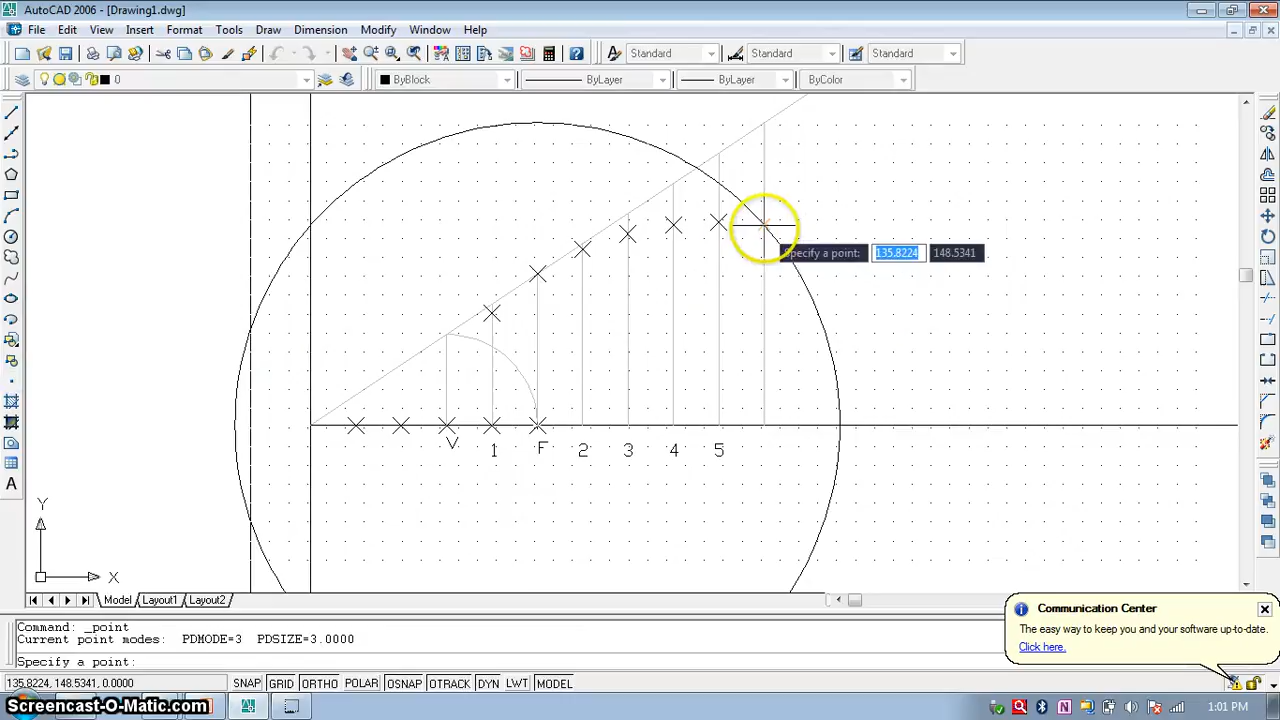 AutoCAD 2006 - [Drawing1.dwg]
File Edit View Insert Format Tools Draw Dimension Modify Window Help
Standard Standard Standard
0 ByBlock ByLayer ByLayer ByColor
Specify a point: 135.8224 148.5341
V 1 F 2 3 4 5
Y
X
Model Layout1 Layout2
Command: _point
Current point modes: PDMODE=3 PDSIZE=3.0000
Specify a point:
Communication Center
The easy way to keep you and your software up-to-date.
Click here.
135.8224, 148.5341, 0.0000 SNAP GRID ORTHO POLAR OSNAP OTRACK DYN LWT MODEL
Screencast-O-Matic.com 1:01 PM